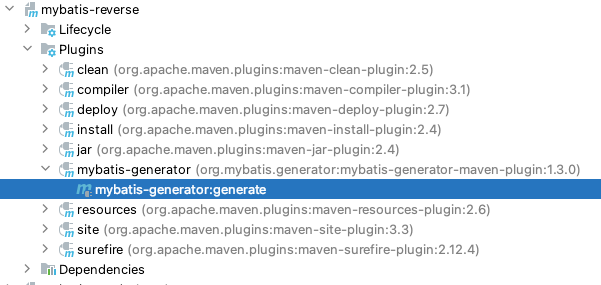 mybatis-reverse
Lifecycle
Plugins
clean (org.apache.maven.plugins:maven-clean-plugin:2.5)
compiler (org.apache.maven.plugins:maven-compiler-plugin:3.1)
deploy (org.apache.maven.plugins:maven-deploy-plugin:2.7)
install (org.apache.maven.plugins:maven-install-plugin:2.4)
jar (org.apache.maven.plugins:maven-jar-plugin:2.4)
mybatis-generator (org.mybatis.generator:mybatis-generator-maven-plugin:1.3.0)
mybatis-generator:generate
resources (org.apache.maven.plugins:maven-resources-plugin:2.6)
site (org.apache.maven.plugins:maven-site-plugin:3.3)
surefire (org.apache.maven.plugins:maven-surefire-plugin:2.12.4)
Dependencies